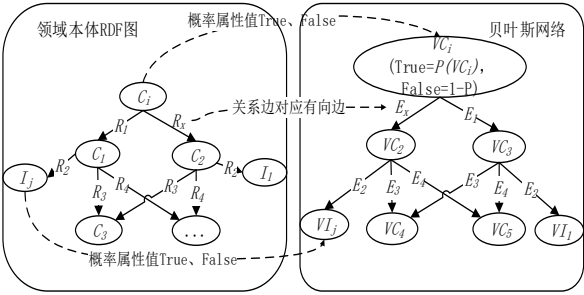 领域本体RDF图
概率属性值True、False
贝叶斯网络
VCi
(True=P(VCi),
False=1-P)
Ci
关系边对应有向边
R1
Rx
Ex
E1
C1
C2
VC2
VC3
Ij
R2
R2
I1
R3
R4
R3
R4
E2
E3
E4
E3
E4
E2
C3
...
VIj
VC4
VC5
VI1
概率属性值True、False